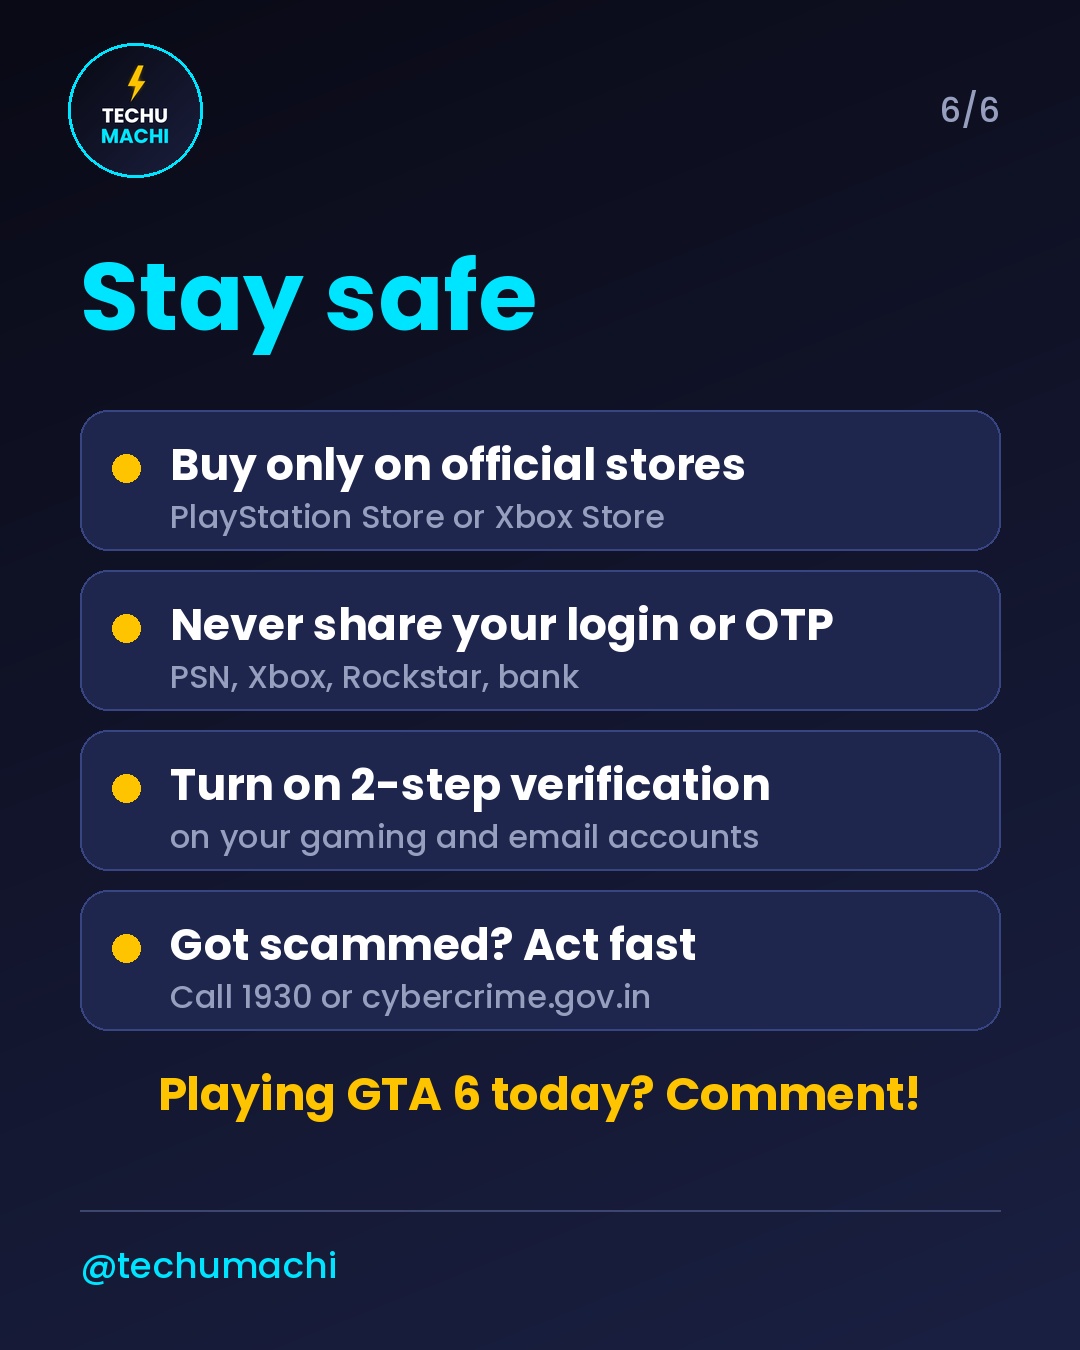 TECHU
MACHI
6/6
Stay safe
Buy only on official stores
PlayStation Store or Xbox Store
Never share your login or OTP
PSN, Xbox, Rockstar, bank
Turn on 2-step verification
on your gaming and email accounts
Got scammed? Act fast
Call 1930 or cybercrime.gov.in
Playing GTA 6 today? Comment!
@techumachi